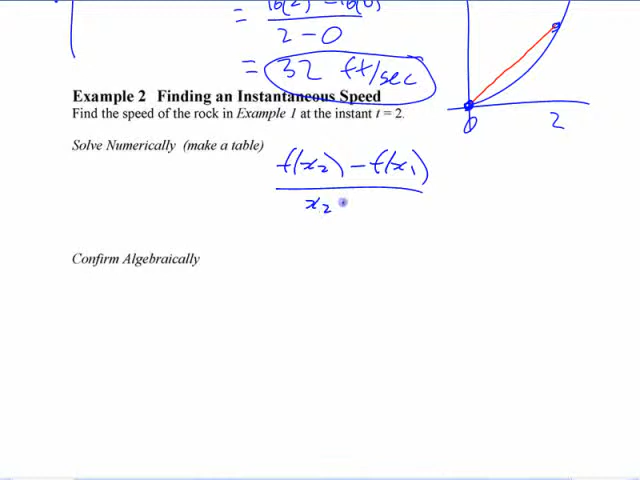 = 16(2)² – 16(0)²
2 – 0
= 32 ft/sec
0 2
Example 2 Finding an Instantaneous Speed
Find the speed of the rock in Example 1 at the instant t = 2.
Solve Numerically (make a table)
f(x₂) – f(x₁)
x₂
Confirm Algebraically